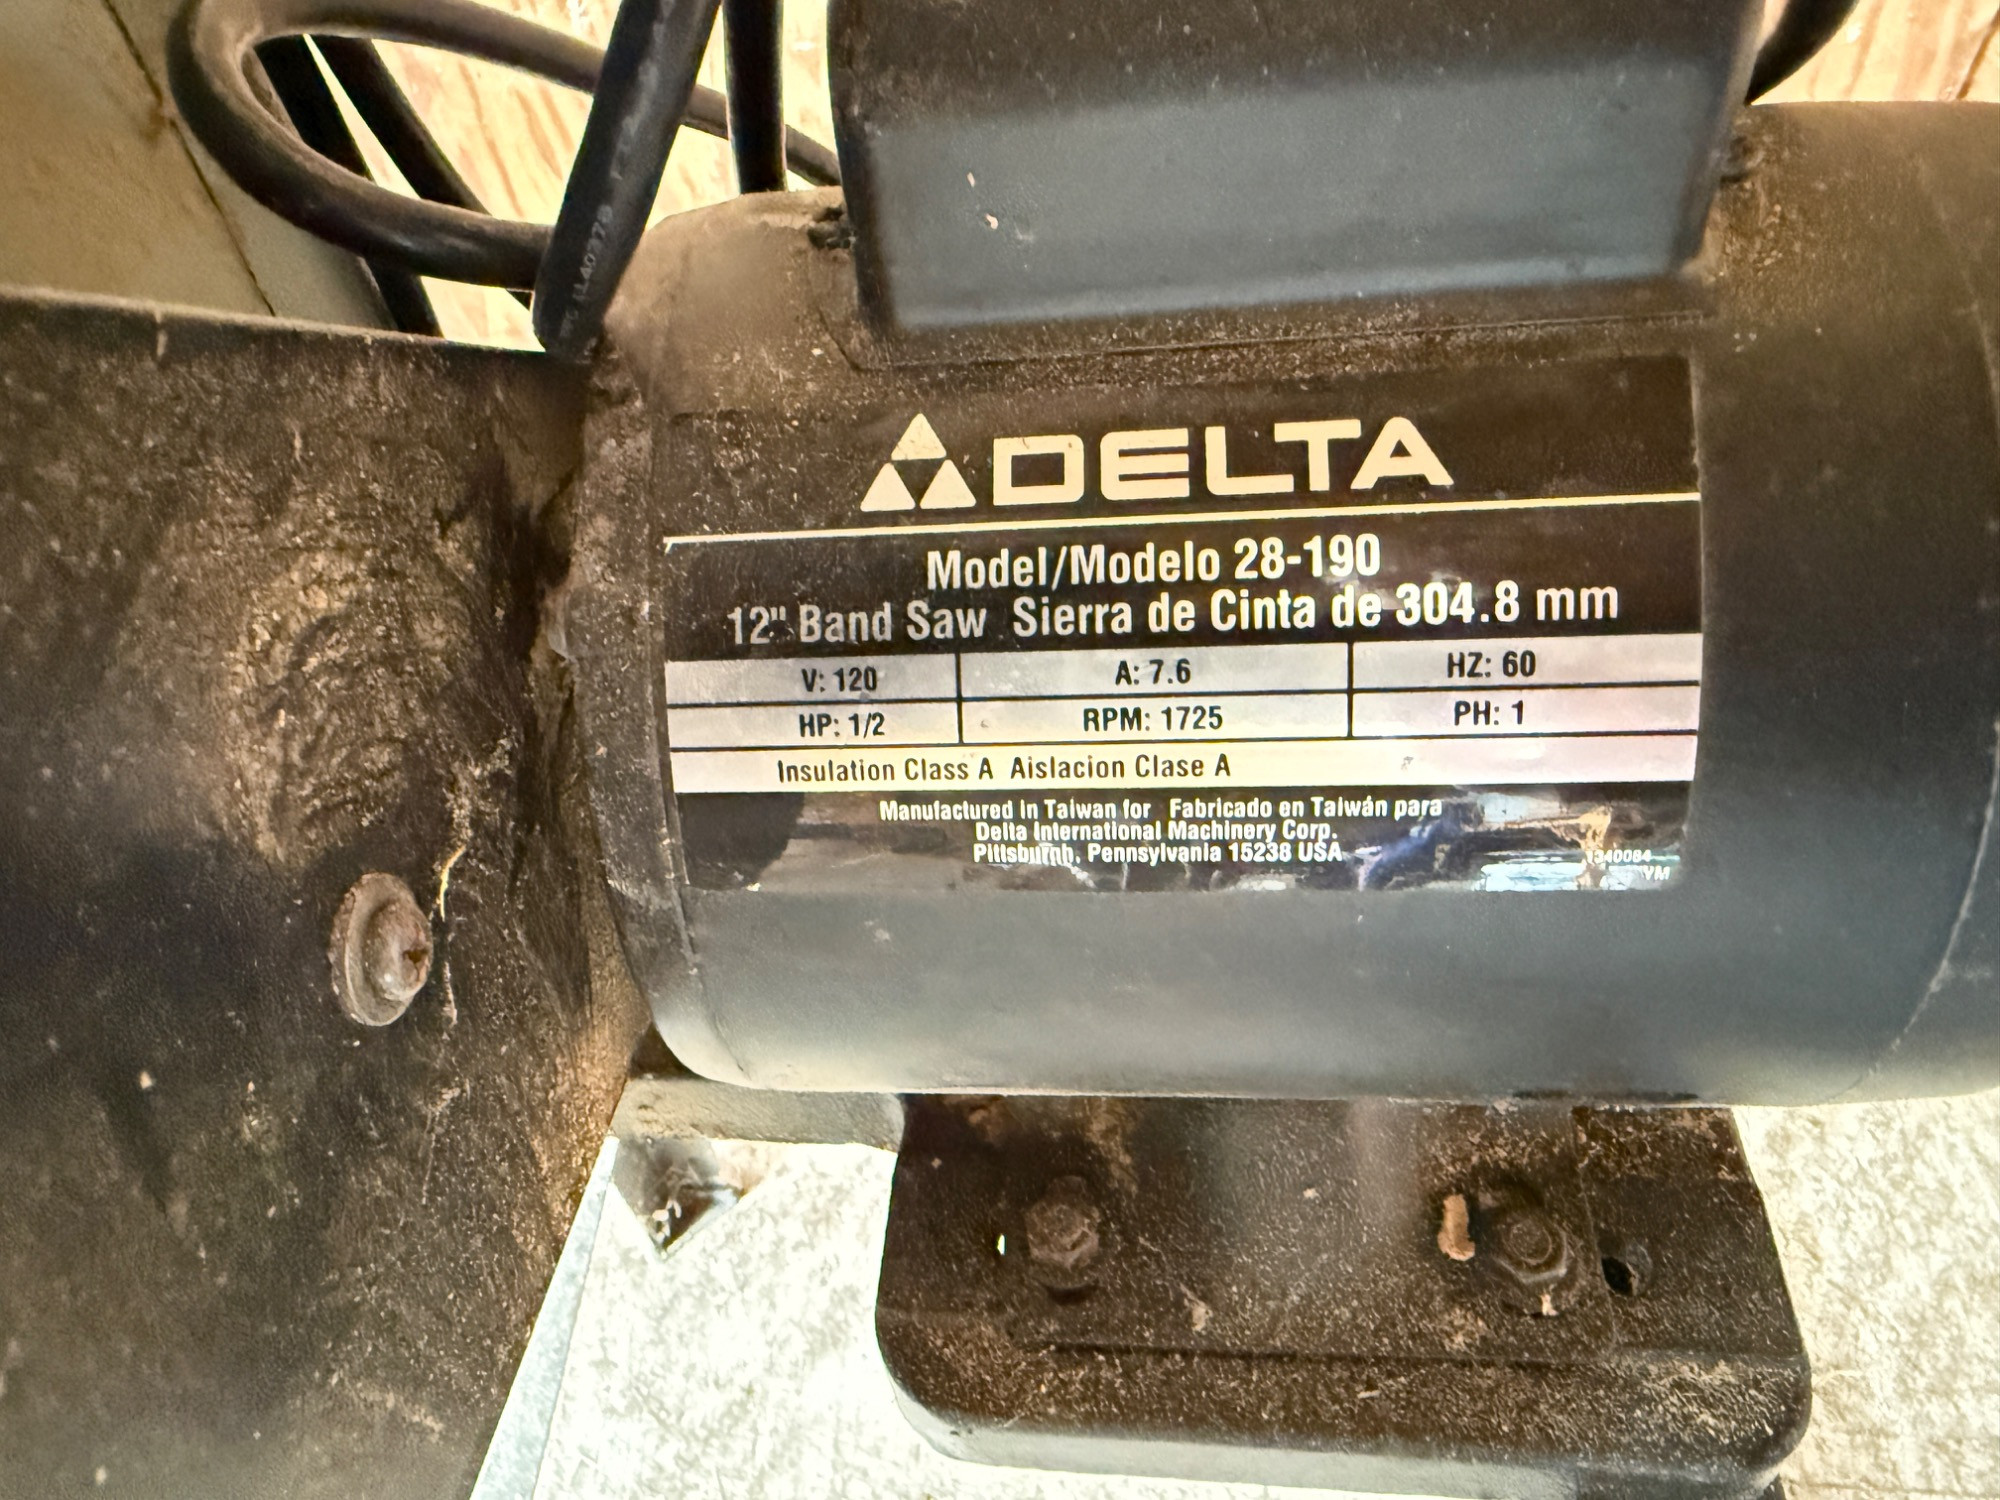 DELTA
Model/Modelo 28-190
12" Band Saw Sierra de Cinta de 304.8 mm
V: 120 A: 7.6 HZ: 60
HP: 1/2 RPM: 1725 PH: 1
Insulation Class A Aislacion Clase A
Manufactured in Taiwan for Fabricado en Taiwán para
Delta International Machinery Corp.
Pittsburgh, Pennsylvania 15238 USA
1340084
YM